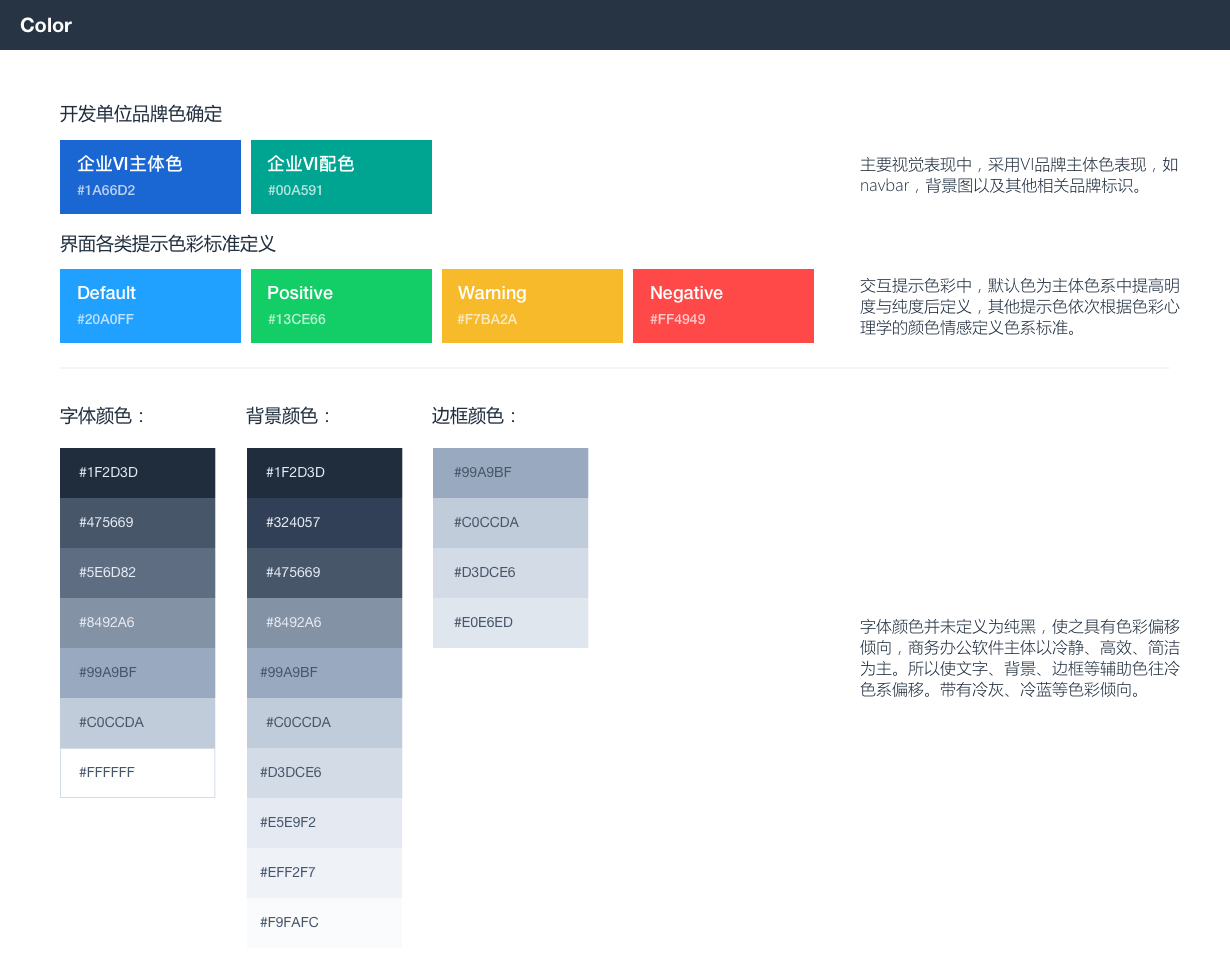 Color
开发单位品牌色确定
企业VI主体色
#1A66D2
企业VI配色
#00A591
主要视觉表现中，采用VI品牌主体色表现，如
navbar，背景图以及其他相关品牌标识。
界面各类提示色彩标准定义
Default
#20A0FF
Positive
#13CE66
Warning
#F7BA2A
Negative
#FF4949
交互提示色彩中，默认色为主体色系中提高明
度与纯度后定义，其他提示色依次根据色彩心
理学的颜色情感定义色系标准。
字体颜色：
#1F2D3D
#475669
#5E6D82
#8492A6
#99A9BF
#C0CCDA
#FFFFFF
背景颜色：
#1F2D3D
#324057
#475669
#8492A6
#99A9BF
#C0CCDA
#D3DCE6
#E5E9F2
#EFF2F7
#F9FAFC
边框颜色：
#99A9BF
#C0CCDA
#D3DCE6
#E0E6ED
字体颜色并未定义为纯黑，使之具有色彩偏移
倾向，商务办公软件主体以冷静、高效、简洁
为主。所以使文字、背景、边框等辅助色往冷
色系偏移。带有冷灰、冷蓝等色彩倾向。